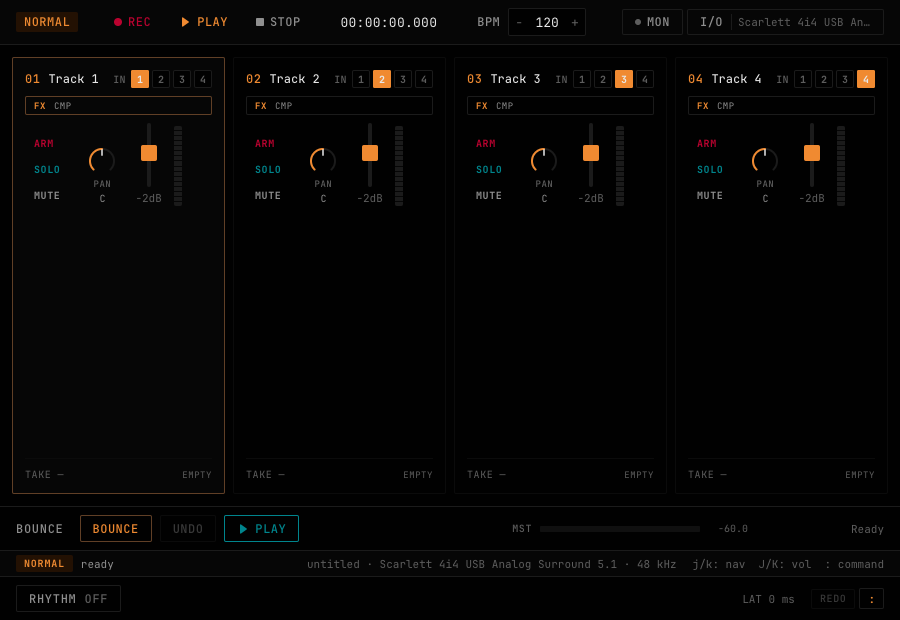 NORMAL REC PLAY STOP 00:00:00.000 BPM - 120 + MON I/O Scarlett 4i4 USB An…
01 Track 1 IN 1 2 3 4 02 Track 2 IN 1 2 3 4 03 Track 3 IN 1 2 3 4 04 Track 4 IN 1 2 3 4
FX CMP FX CMP FX CMP FX CMP
ARM ARM ARM ARM
SOLO SOLO SOLO SOLO
PAN PAN PAN PAN
MUTE C -2dB MUTE C -2dB MUTE C -2dB MUTE C -2dB
TAKE — EMPTY TAKE — EMPTY TAKE — EMPTY TAKE — EMPTY
BOUNCE BOUNCE UNDO PLAY MST -60.0 Ready
NORMAL ready untitled · Scarlett 4i4 USB Analog Surround 5.1 · 48 kHz j/k: nav J/K: vol : command
RHYTHM OFF LAT 0 ms REDO :